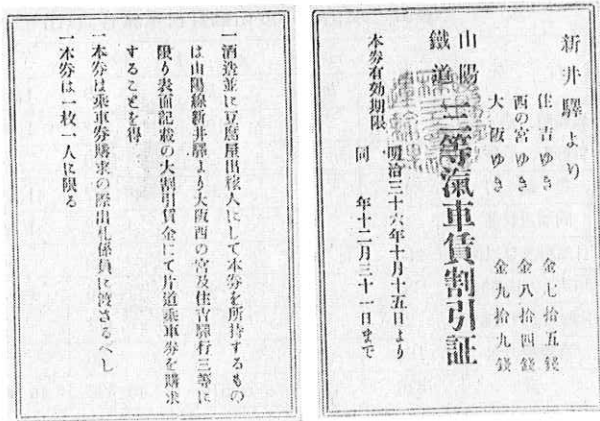 新井驛より
住吉ゆき 金七拾五錢
西の宮ゆき 金八拾四錢
大阪ゆき 金九拾九錢
山陽鐵道 三等汽車賃割引証
本券有効期限 明治三十六年十月十五日より
同 年十二月三十一日まで
一酒造並に豆腐屋出稼人にして本券を所持するもの
は山陽線新井驛より大阪西の宮及住吉驛行三等に
限り表面記載の大割引賃金にて片道乘車券を購求
することを得
一本券は乘車券購求の際出札係員に渡さるべし
一本券は一枚一人に限る